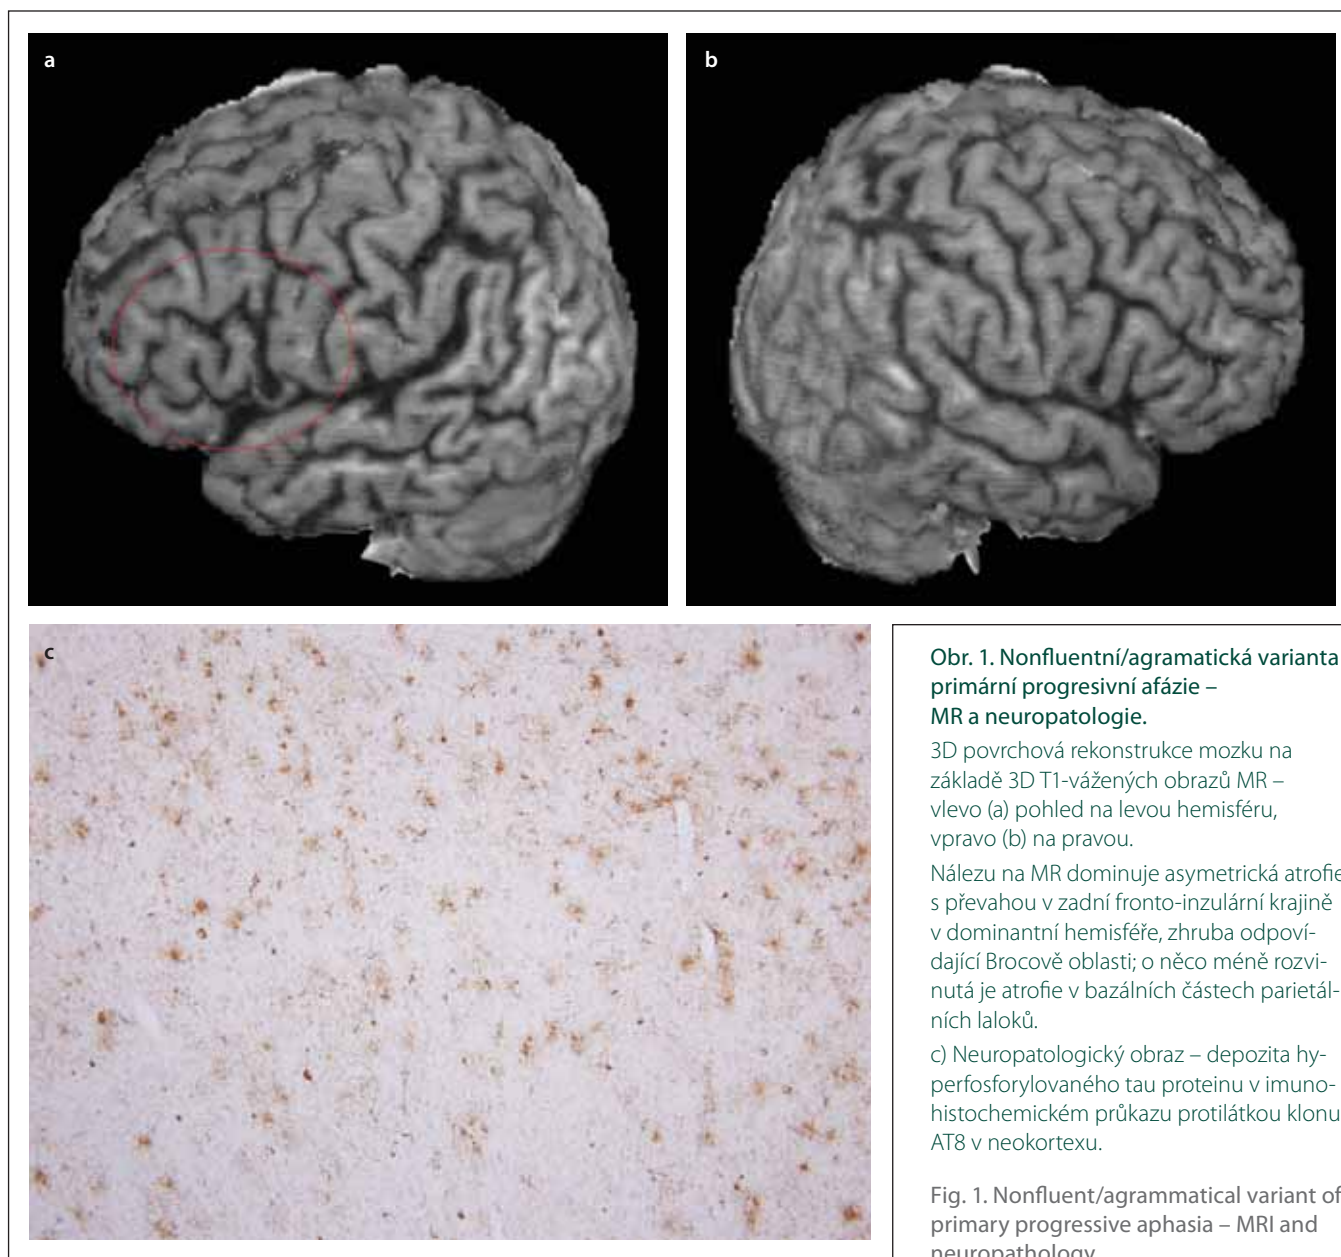 a
b
c
Obr. 1. Nonfluentní/agramatická varianta
primární progresivní afázie –
MR a neuropatologie.
3D povrchová rekonstrukce mozku na
základě 3D T1-vážených obrazů MR –
vlevo (a) pohled na levou hemisféru,
vpravo (b) na pravou.
Nálezu na MR dominuje asymetrická atrofie
s převahou v zadní fronto-inzulární krajině
v dominantní hemisféře, zhruba odpoví-
dající Brocově oblasti; o něco méně rozvi-
nutá je atrofie v bazálních částech parietál-
ních laloků.
c) Neuropatologický obraz – depozita hy-
perfosforylovaného tau proteinu v imuno-
histochemickém průkazu protilátkou klonu
AT8 v neokortexu.
Fig. 1. Nonfluent/agrammatical variant of
primary progressive aphasia – MRI and
neuropathology